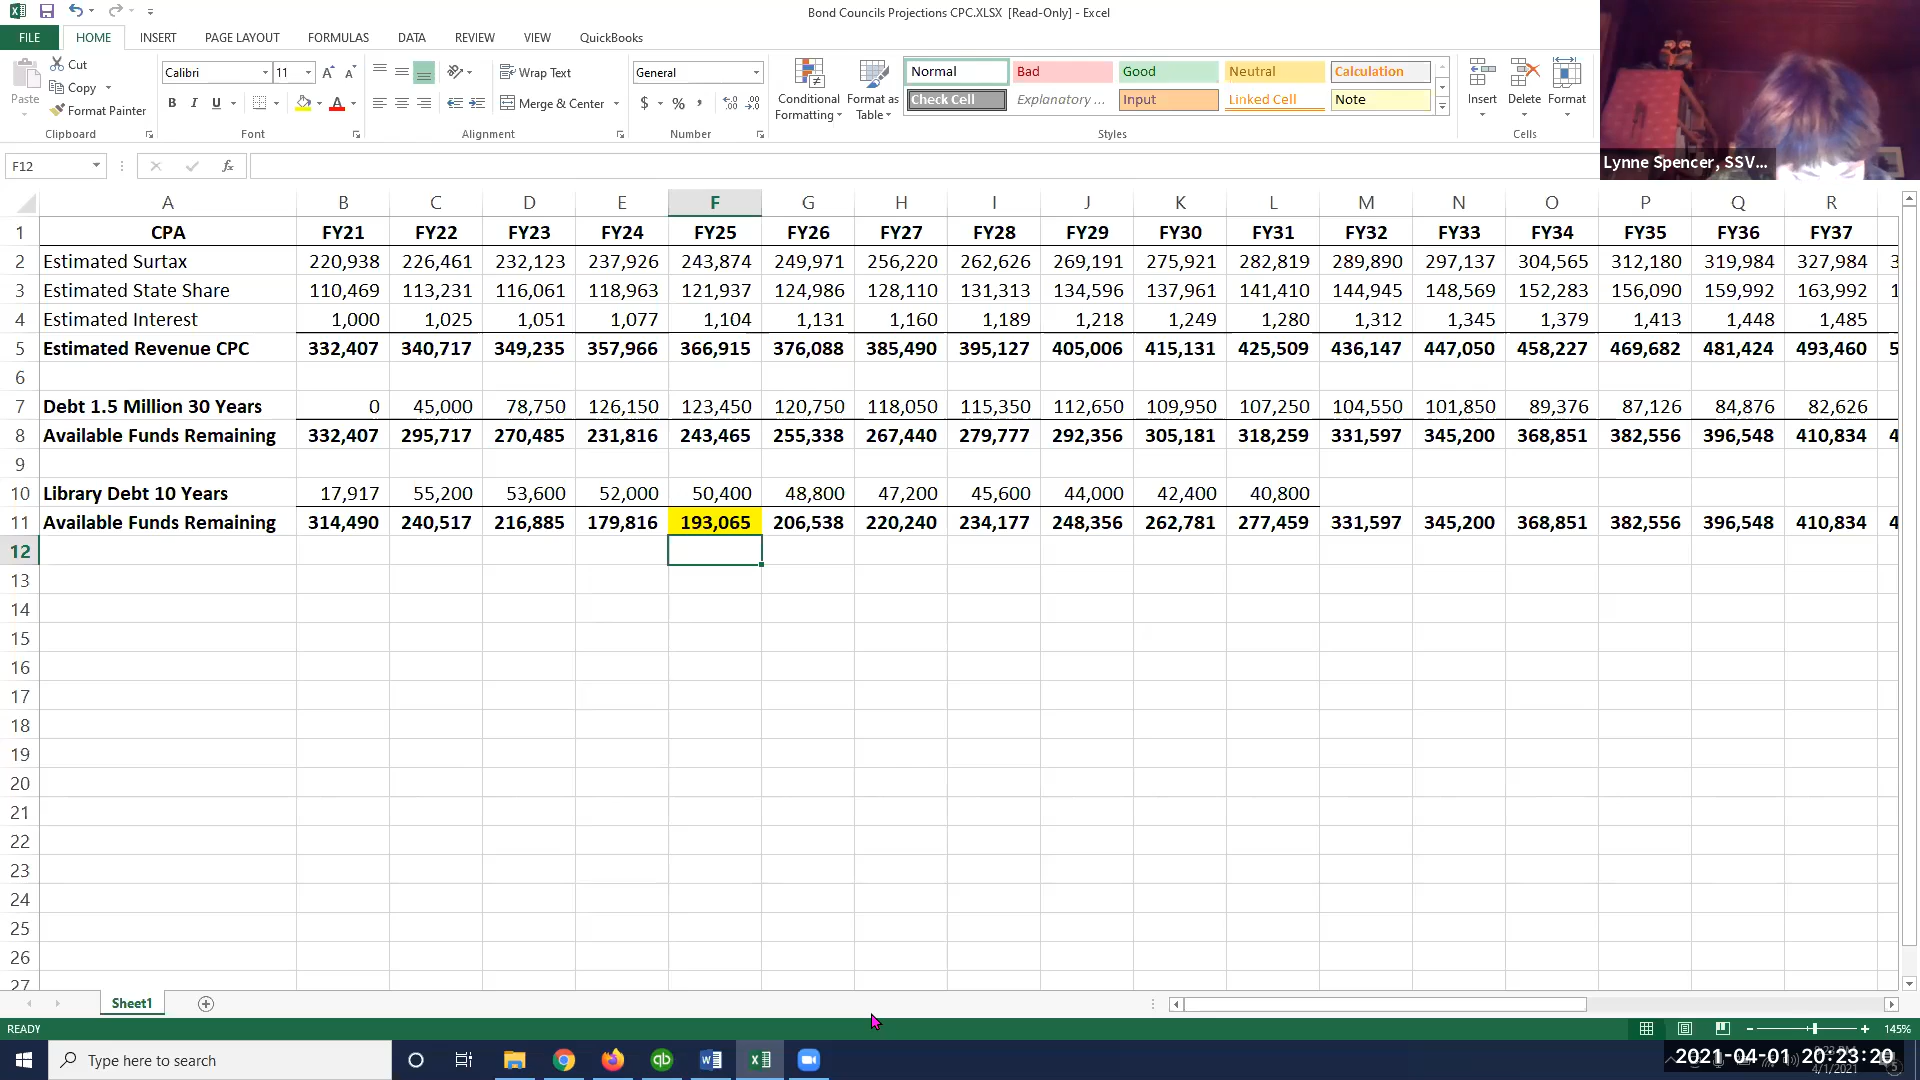 Bond Councils Projections CPC.XLSX [Read-Only] - Excel
FILE HOME INSERT PAGE LAYOUT FORMULAS DATA REVIEW VIEW QuickBooks
Paste Cut Copy Format Painter
Calibri 11 B I U
Wrap Text Merge & Center
General $ % ,
Conditional Formatting Format as Table
Normal Bad Good Neutral Calculation
Check Cell Explanatory ... Input Linked Cell Note
Insert Delete Format
Clipboard Font Alignment Number Styles Cells
Lynne Spencer, SSV...
F12 fx
A B C D E F G H I J K L M N O P Q R
1 CPA FY21 FY22 FY23 FY24 FY25 FY26 FY27 FY28 FY29 FY30 FY31 FY32 FY33 FY34 FY35 FY36 FY37
2 Estimated Surtax 220,938 226,461 232,123 237,926 243,874 249,971 256,220 262,626 269,191 275,921 282,819 289,890 297,137 304,565 312,180 319,984 327,984 3
3 Estimated State Share 110,469 113,231 116,061 118,963 121,937 124,986 128,110 131,313 134,596 137,961 141,410 144,945 148,569 152,283 156,090 159,992 163,992 1
4 Estimated Interest 1,000 1,025 1,051 1,077 1,104 1,131 1,160 1,189 1,218 1,249 1,280 1,312 1,345 1,379 1,413 1,448 1,485
5 Estimated Revenue CPC 332,407 340,717 349,235 357,966 366,915 376,088 385,490 395,127 405,006 415,131 425,509 436,147 447,050 458,227 469,682 481,424 493,460 5
6
7 Debt 1.5 Million 30 Years 0 45,000 78,750 126,150 123,450 120,750 118,050 115,350 112,650 109,950 107,250 104,550 101,850 89,376 87,126 84,876 82,626
8 Available Funds Remaining 332,407 295,717 270,485 231,816 243,465 255,338 267,440 279,777 292,356 305,181 318,259 331,597 345,200 368,851 382,556 396,548 410,834 4
9
10 Library Debt 10 Years 17,917 55,200 53,600 52,000 50,400 48,800 47,200 45,600 44,000 42,400 40,800
11 Available Funds Remaining 314,490 240,517 216,885 179,816 193,065 206,538 220,240 234,177 248,356 262,781 277,459 331,597 345,200 368,851 382,556 396,548 410,834 4
12
13
14
15
16
17
18
19
20
21
22
23
24
25
26
27
Sheet1
READY 145%
Type here to search
2021-04-01 20:23:20
4/1/2021